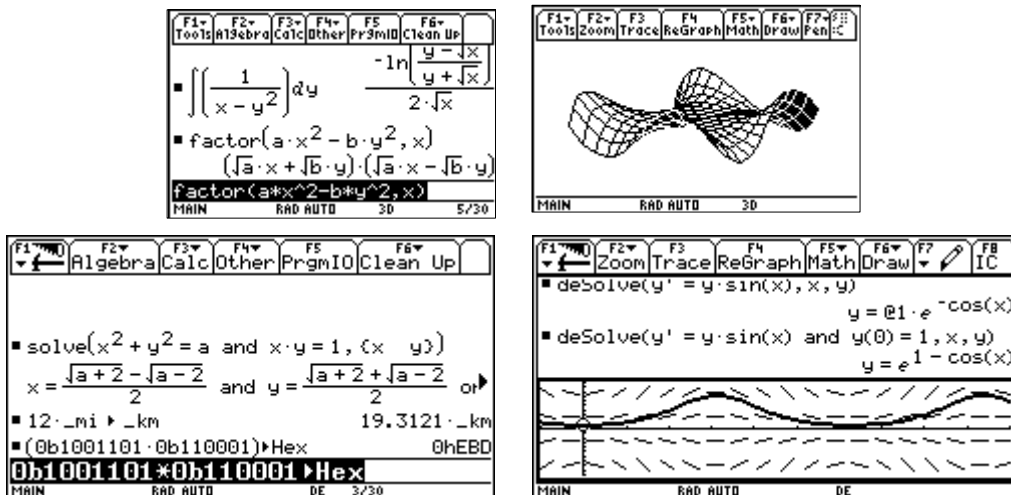 F1▾ F2▾ F3▾ F4▾ F5 F6▾
Tools Algebra Calc Other PrgmIO Clean Up
▪ ∫(1/(x − y²))dy    -ln((y − √x)/(y + √x))/(2·√x)
▪ factor(a·x² − b·y², x)
(√a·x + √b·y)·(√a·x − √b·y)
factor(a*x^2-b*y^2,x)
MAIN RAD AUTO 3D 5/30
F1▾ F2▾ F3 F4 F5▾ F6▾ F7▾
Tools Zoom Trace ReGraph Math Draw Pen :C
MAIN RAD AUTO 3D
F1 F2▾ F3▾ F4▾ F5 F6▾
Algebra Calc Other PrgmIO Clean Up
▪ solve(x² + y² = a and x·y = 1, {x y})
x = (√(a + 2) − √(a − 2))/2 and y = (√(a + 2) + √(a − 2))/2 or▸
▪ 12·_mi ▸ _km    19.3121·_km
▪ (0b1001101·0b110001)▸Hex    0hEBD
0b1001101*0b110001▸Hex
MAIN RAD AUTO DE 3/30
F1 F2▾ F3 F4 F5▾ F6▾ F7 F8
Zoom Trace ReGraph Math Draw IC
▪ deSolve(y' = y·sin(x), x, y)
y = @1·e^(-cos(x))
▪ deSolve(y' = y·sin(x) and y(0) = 1, x, y)
y = e^(1 − cos(x))
MAIN RAD AUTO DE